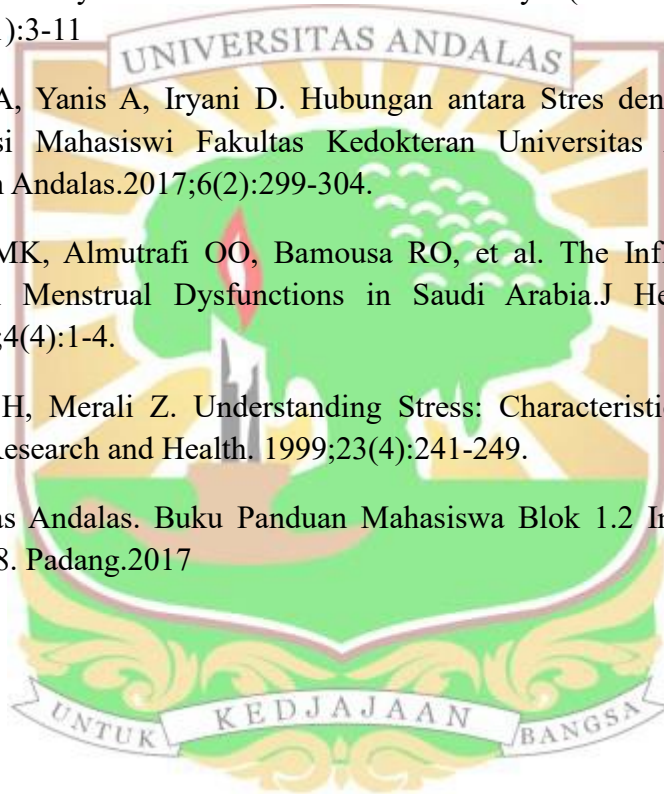 ):3-11
UNIVERSITAS ANDALAS
A, Yanis A, Iryani D. Hubungan antara Stres den
si Mahasiswi Fakultas Kedokteran Universitas
Andalas.2017;6(2):299-304.
MK, Almutrafi OO, Bamousa RO, et al. The Infl
Menstrual Dysfunctions in Saudi Arabia.J He
;4(4):1-4.
H, Merali Z. Understanding Stress: Characteristic
Research and Health. 1999;23(4):241-249.
as Andalas. Buku Panduan Mahasiswa Blok 1.2 In
8. Padang.2017
UNTUK KEDJAJAAN BANGSA